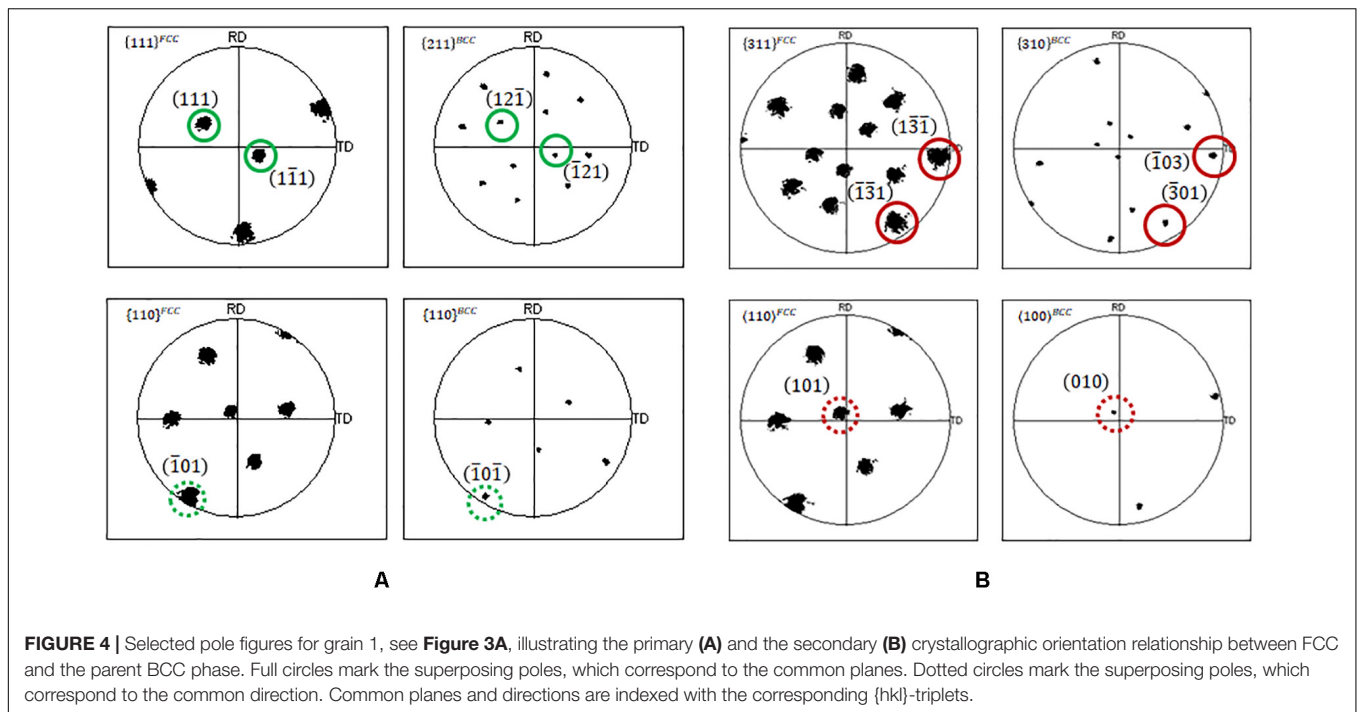 {111}ᶠᶜᶜ
RD
(111)
(11̄1)
TD
{211}ᴮᶜᶜ
RD
(121̄)
(1̄21)
TD
{311}ᶠᶜᶜ
RD
(13̄1̄)
(1̄3̄1)
TD
{310}ᴮᶜᶜ
RD
(1̄03)
(3̄01)
TD
{110}ᶠᶜᶜ
RD
(1̄01)
TD
{110}ᴮᶜᶜ
RD
(1̄01̄)
TD
(110)ᶠᶜᶜ
RD
(101)
TD
(100)ᴮᶜᶜ
RD
(010)
TD
A
B
FIGURE 4 | Selected pole figures for grain 1, see Figure 3A, illustrating the primary (A) and the secondary (B) crystallographic orientation relationship between FCC
and the parent BCC phase. Full circles mark the superposing poles, which correspond to the common planes. Dotted circles mark the superposing poles, which
correspond to the common direction. Common planes and directions are indexed with the corresponding {hkl}-triplets.